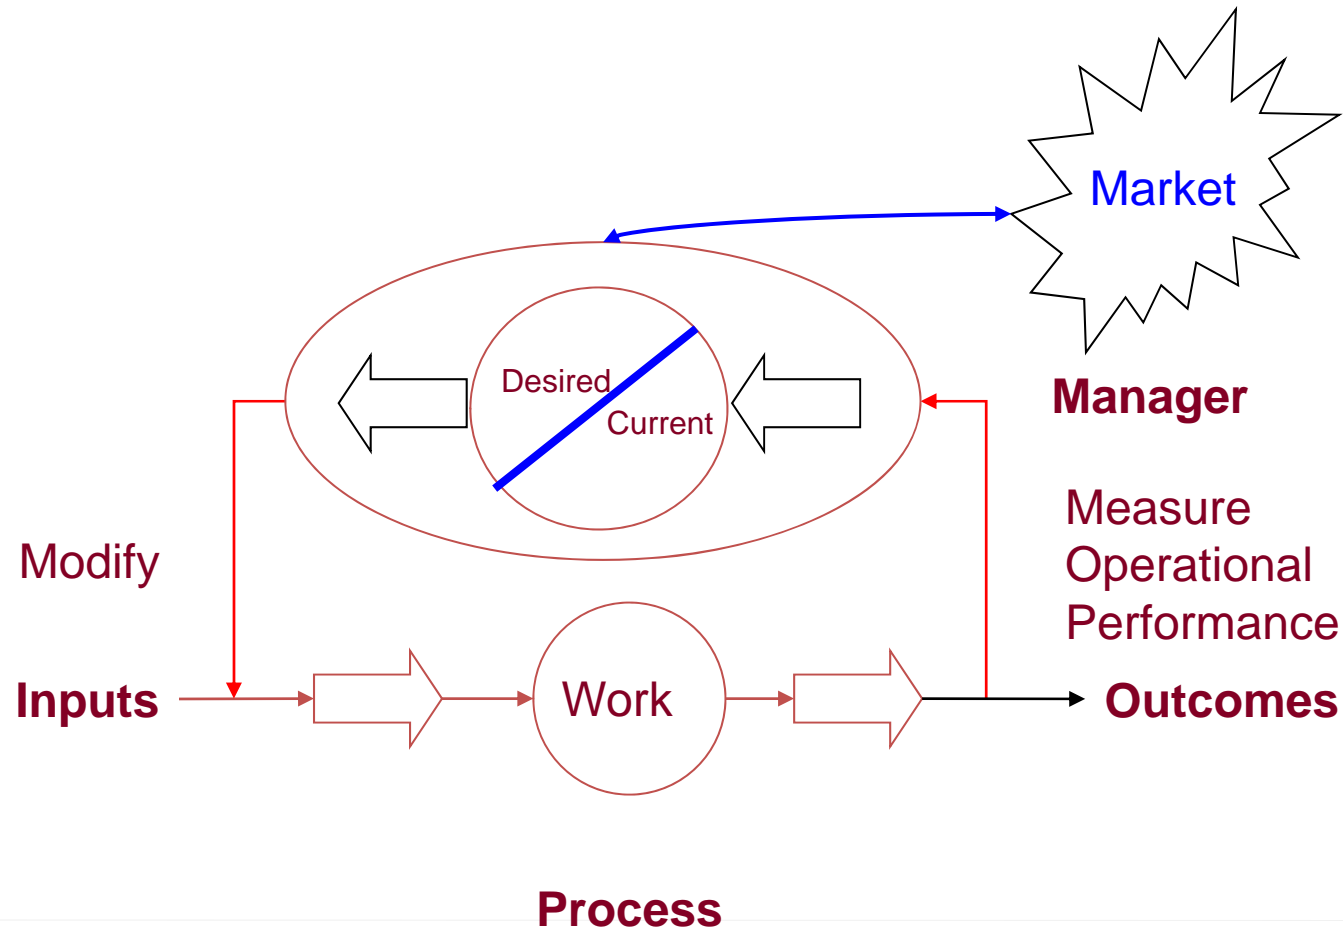 Market
Manager
Desired
Current
Measure
Operational
Performance
Modify
Inputs
Work
Outcomes
Process